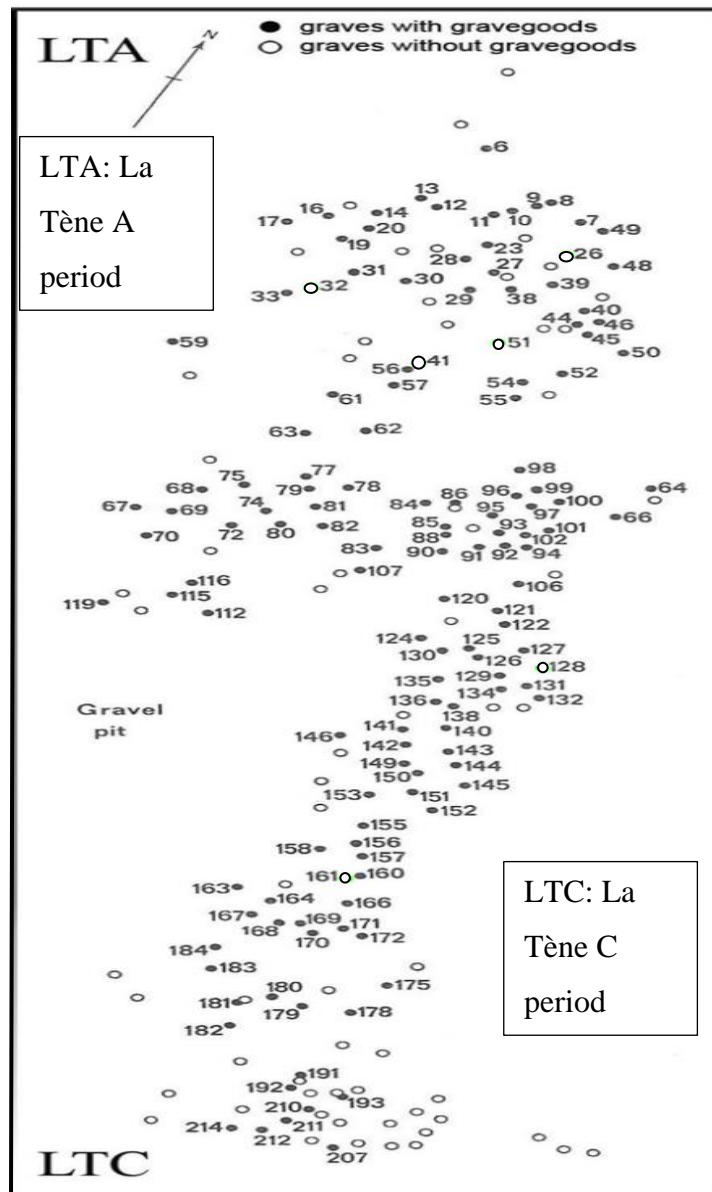 LTA
N
graves with gravegoods
graves without gravegoods
LTA: La
Tène A
period
6
13
9 8
12
16 14
17 11 10 7
20 49
19 23
28 26
27 48
31
30 39
32
33 29 38
40
44 46
45
59 51 50
41
56
57 52
54
61 55
63 62
98
77
75
68 79 78 96 99 64
86 100
67 69 74 81 84 95 97 66
72 80 82 85 93 101
70 88 102
83 90 91 92 94
107
116 106
115
119 120
112 121
122
124 125
130 126 127
128
129
135 131
134
136 132
Gravel
pit
138
141 140
146
142 143
149 144
150
145
153 151
152
155
156
158 157
LTC: La
Tène C
period
161 160
163
164 166
167
168 169 171
170 172
184
183
175
180
181 179 178
182
191
192
193
210
211
214
212
207
LTC